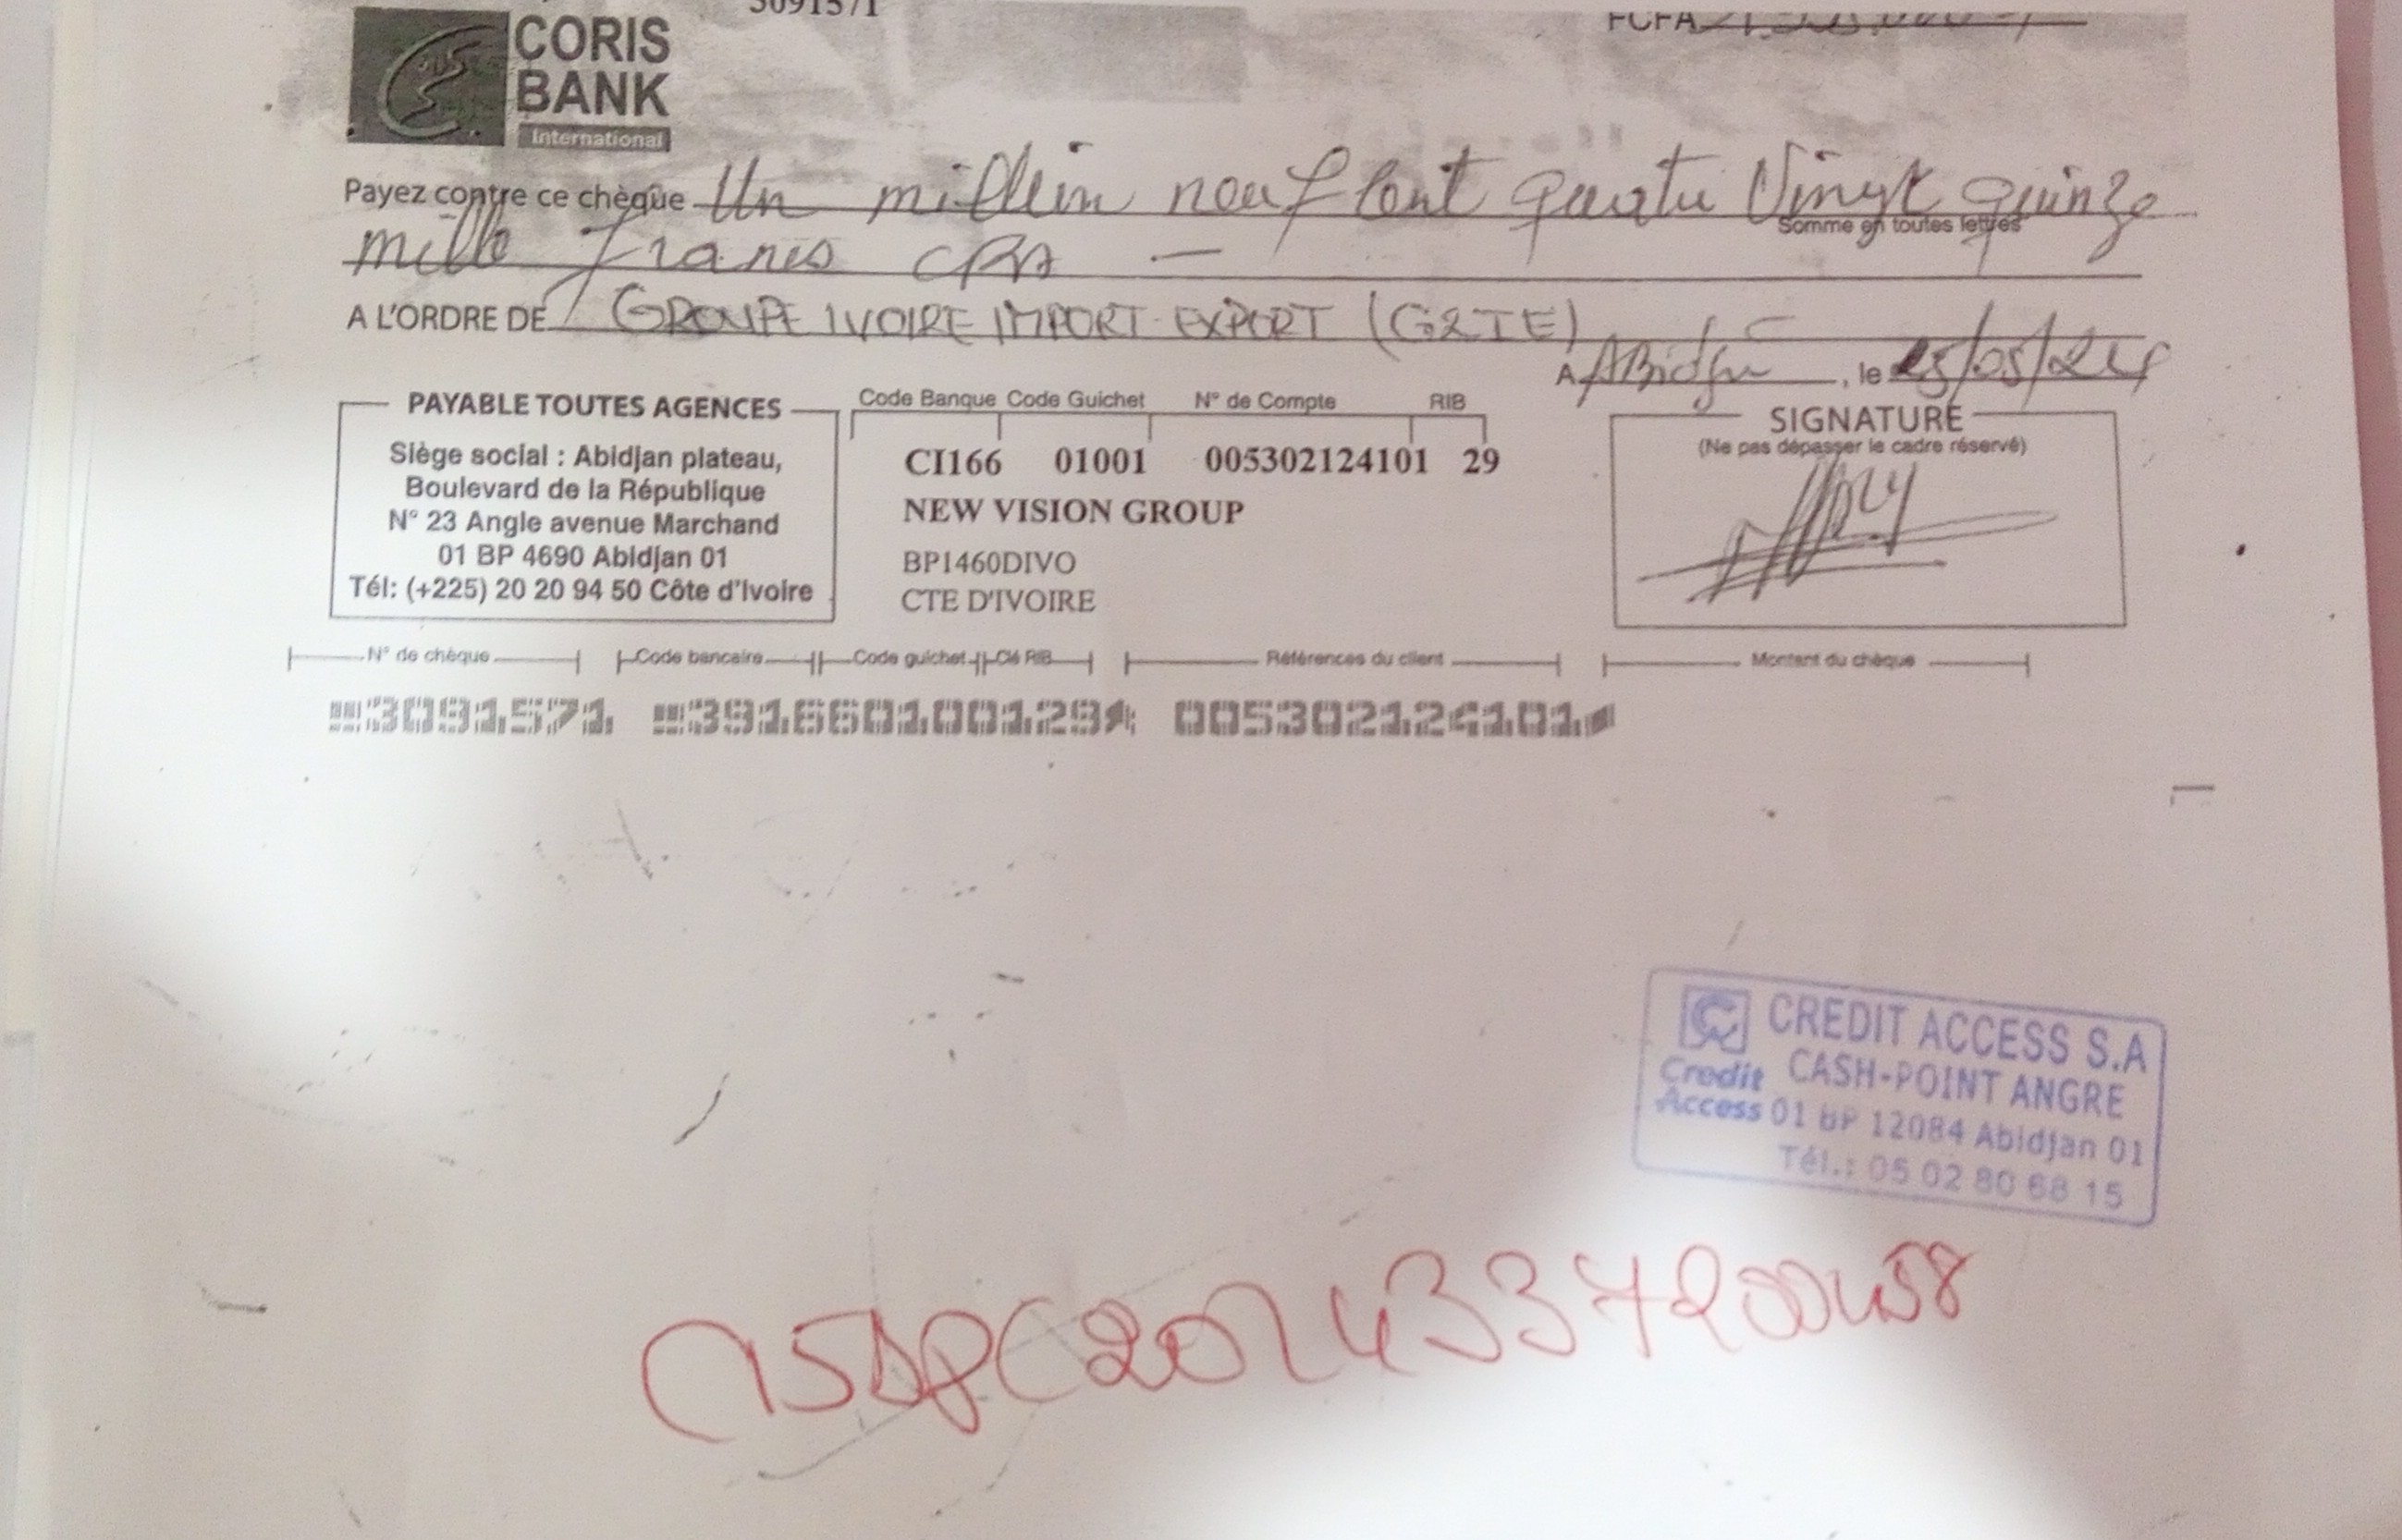 3091571
FCFA
CORIS
BANK
International
Payez contre ce chèque Un million neuf Cent quatre Vingt quinze
Somme en toutes lettres
mille francs CFA —
A L'ORDRE DE GROUPE IVOIRE IMPORT-EXPORT (G2IE)
A Abidjan, le 25/05/24
PAYABLE TOUTES AGENCES
Siège social : Abidjan plateau,
Boulevard de la République
N° 23 Angle avenue Marchand
01 BP 4690 Abidjan 01
Tél: (+225) 20 20 94 50 Côte d'Ivoire
Code Banque Code Guichet N° de Compte RIB
CI166 01001 005302124101 29
NEW VISION GROUP
BP1460DIVO
CTE D'IVOIRE
SIGNATURE
(Ne pas dépasser le cadre réservé)
N° de chèque Code bancaire Code guichet Clé RIB Références du client Montant du chèque
3091571 391660100129 005302124101
CREDIT ACCESS S.A
Credit CASH-POINT ANGRE
Access 01 BP 12084 Abidjan 01
Tél.: 05 02 80 68 15